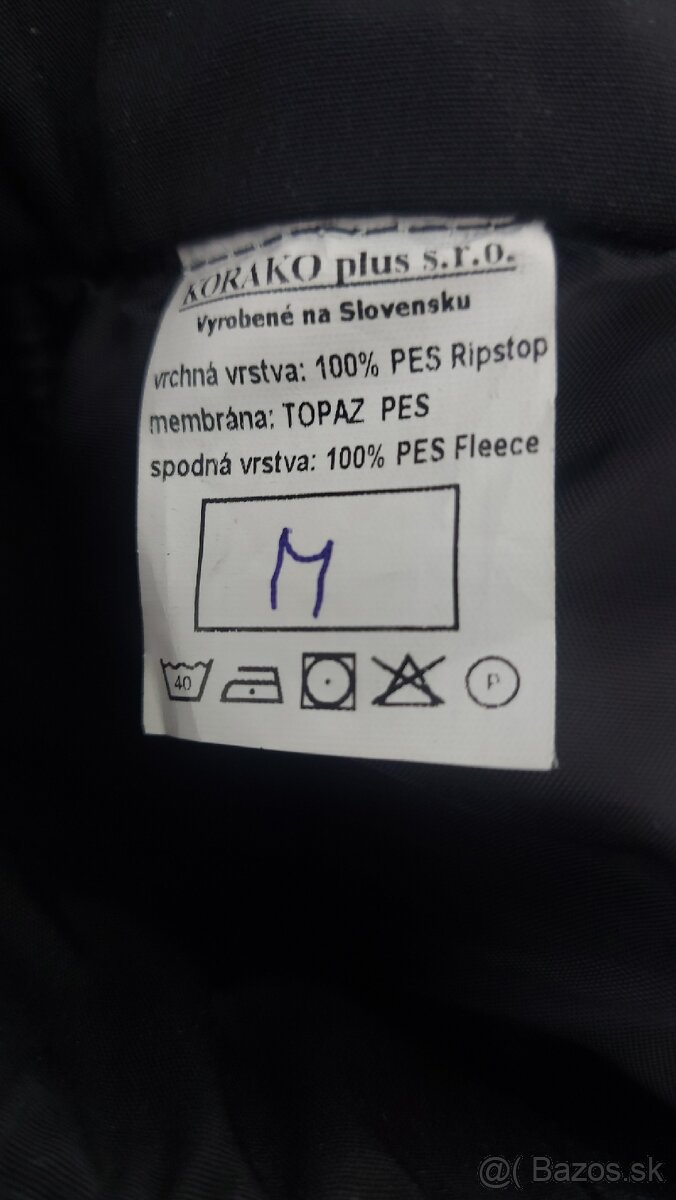 KORAKO plus s.r.o.
Vyrobené na Slovensku
vrchná vrstva: 100% PES Ripstop
membrána: TOPAZ PES
spodná vrstva: 100% PES Fleece
M
40
P
@( Bazos.sk